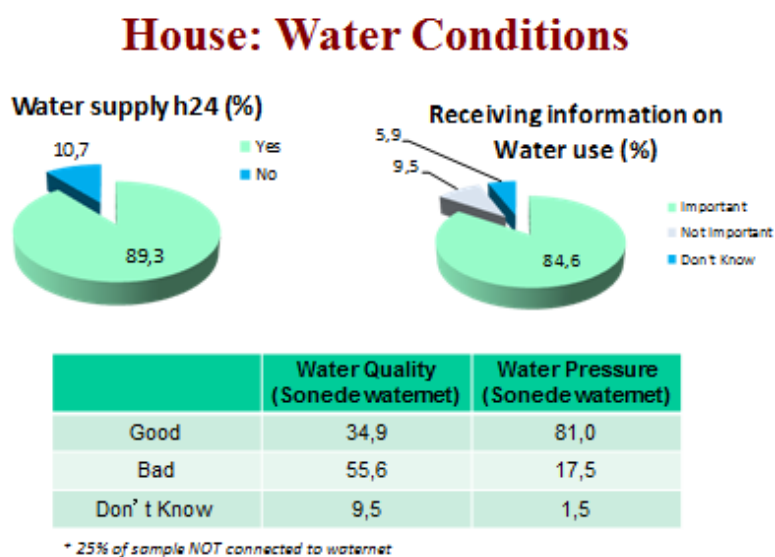 House: Water Conditions
Water supply h24 (%)
10,7
Yes
No
89,3
Receiving information on
Water use (%)
5,9
9,5
Important
Not Important
Don't Know
84,6
Water Quality Water Pressure
(Sonede waternet) (Sonede waternet)
Good 34,9 81,0
Bad 55,6 17,5
Don't Know 9,5 1,5
* 25% of sample NOT connected to waternet